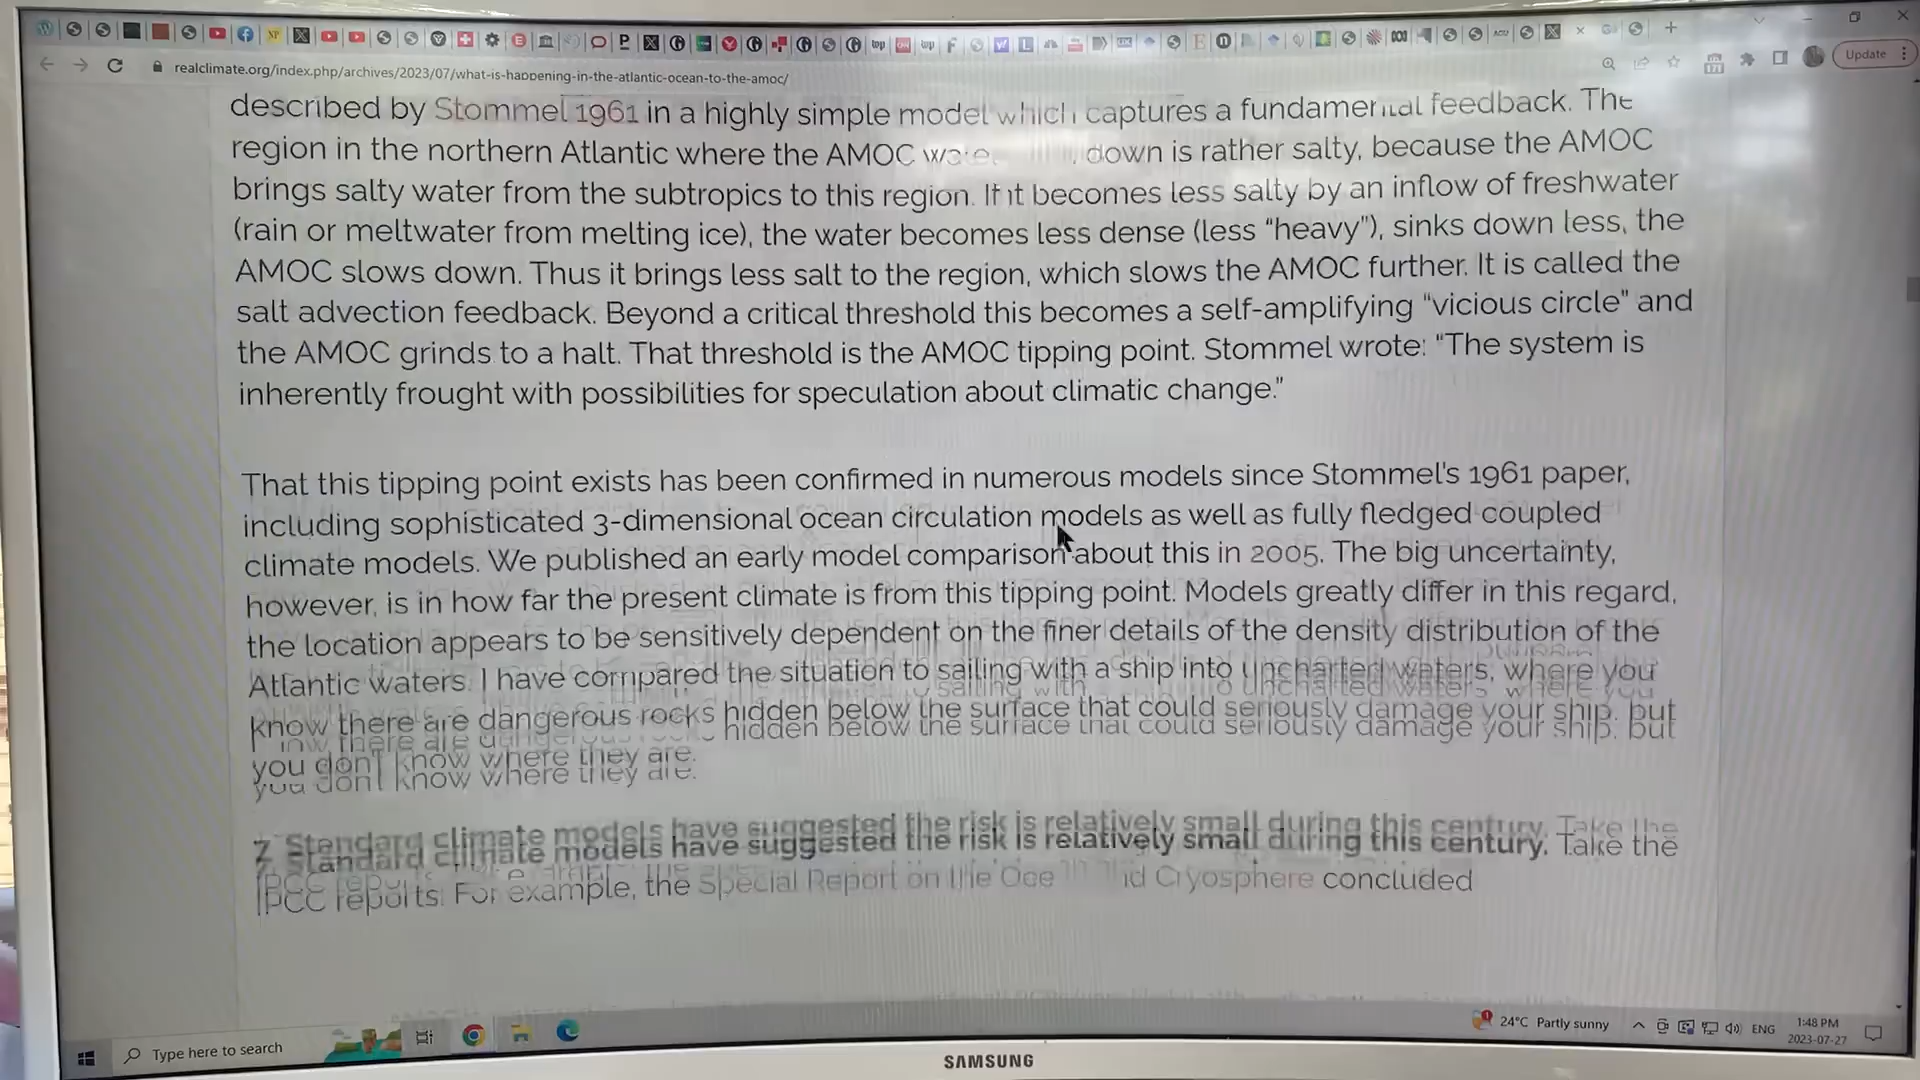 realclimate.org/index.php/archives/2023/07/what-is-happening-in-the-atlantic-ocean-to-the-amoc/
Update
described by Stommel 1961 in a highly simple model which captures a fundamental feedback. The
region in the northern Atlantic where the AMOC down is rather salty, because the AMOC
brings salty water from the subtropics to this region. If it becomes less salty by an inflow of freshwater
(rain or meltwater from melting ice), the water becomes less dense (less “heavy”), sinks down less, the
AMOC slows down. Thus it brings less salt to the region, which slows the AMOC further. It is called the
salt advection feedback. Beyond a critical threshold this becomes a self-amplifying “vicious circle” and
the AMOC grinds to a halt. That threshold is the AMOC tipping point. Stommel wrote: “The system is
inherently frought with possibilities for speculation about climatic change.”
That this tipping point exists has been confirmed in numerous models since Stommel's 1961 paper,
including sophisticated 3-dimensional ocean circulation models as well as fully fledged coupled
climate models. We published an early model comparison about this in 2005. The big uncertainty,
however, is in how far the present climate is from this tipping point. Models greatly differ in this regard,
the location appears to be sensitively dependent on the finer details of the density distribution of the
Atlantic waters. I have compared the situation to sailing with a ship into uncharted waters, where you
know there are dangerous rocks hidden below the surface that could seriously damage your ship, but
you don't know where they are.
7. Standard climate models have suggested the risk is relatively small during this century. Take the
IPCC reports. For example, the Special Report on the Cryosphere concluded
Type here to search
24°C Partly sunny
ENG
1:48 PM
2023-07-27
SAMSUNG